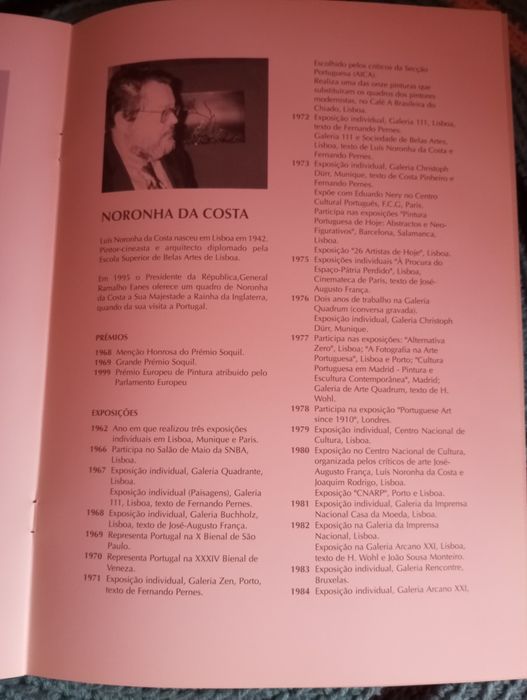 NORONHA DA COSTA
Luís Noronha da Costa nasceu em Lisboa em 1942.
Pintor-cineasta e arquitecto diplomado pela
Escola Superior de Belas Artes de Lisboa.
Em 1995 o Presidente da República,General
Ramalho Eanes oferece um quadro de Noronha
da Costa a Sua Majestade a Rainha da Inglaterra,
quando da sua visita a Portugal.
PRÉMIOS
1968 Menção Honrosa do Prémio Soquil.
1969 Grande Prémio Soquil.
1999 Prémio Europeu de Pintura atribuído pelo
Parlamento Europeu
EXPOSIÇÕES
1962 Ano em que realizou três exposições
individuais em Lisboa, Munique e Paris.
1966 Participa no Salão de Maio da SNBA,
Lisboa.
1967 Exposição individual, Galeria Quadrante,
Lisboa.
Exposição individual (Paisagens), Galeria
111, Lisboa, texto de Fernando Pernes.
1968 Exposição individual, Galeria Buchholz,
Lisboa, texto de José-Augusto França.
1969 Representa Portugal na X Bienal de São
Paulo.
1970 Representa Portugal na XXXIV Bienal de
Veneza.
1971 Exposição individual, Galeria Zen, Porto,
texto de Fernando Pernes.
Escolhido pelos críticos da Secção
Portuguesa (AICA)
Realiza uma das onze pinturas que
substituíram os quadros dos pintores
modernistas, no Café A Brasileira do
Chiado, Lisboa.
1972 Exposição individual, Galeria 111, Lisboa,
texto de Fernando Pernes.
Galeria 111 e Sociedade de Belas Artes,
Lisboa, texto de Luís Noronha da Costa e
Fernando Pernes.
1973 Exposição individual, Galeria Christoph
Dürr, Munique, texto de Costa Pinheiro e
Fernando Pernes.
Expõe com Eduardo Nery no Centro
Cultural Português, F.C.G, Paris.
Participa nas exposições "Pintura
Portuguesa de Hoje: Abstractos e Neo-
Figurativos", Barcelona, Salamanca,
Lisboa.
Exposição "26 Artistas de Hoje", Lisboa.
1975 Exposições individuais "À Procura do
Espaço-Pátria Perdido", Lisboa,
Cinemateca de Paris, texto de José-
Augusto França.
1976 Dois anos de trabalho na Galeria
Quadrum (conversa gravada).
Exposição individual, Galeria Christoph
Dürr, Munique.
1977 Participa nas exposições: "Alternativa
Zero", Lisboa; "A Fotografia na Arte
Portuguesa", Lisboa e Porto; "Cultura
Portuguesa em Madrid - Pintura e
Escultura Contemporânea", Madrid;
Galeria de Arte Quadrum, texto de H.
Wohl.
1978 Participa na exposição "Portuguese Art
since 1910", Londres.
1979 Exposição individual, Centro Nacional de
Cultura, Lisboa.
1980 Exposição no Centro Nacional de Cultura,
organizada pelos críticos de arte José-
Augusto França, Luís Noronha da Costa e
Joaquim Rodrigo, Lisboa.
Exposição "CNARP", Porto e Lisboa.
1981 Exposição individual, Galeria da Imprensa
Nacional Casa da Moeda, Lisboa.
1982 Exposição na Galeria da Imprensa
Nacional, Lisboa.
Exposição na Galeria Arcano XXI, Lisboa,
texto de H. Wohl e João Sousa Monteiro.
1983 Exposição individual, Galeria Rencontre,
Bruxelas.
1984 Exposição individual, Galeria Arcano XXI,